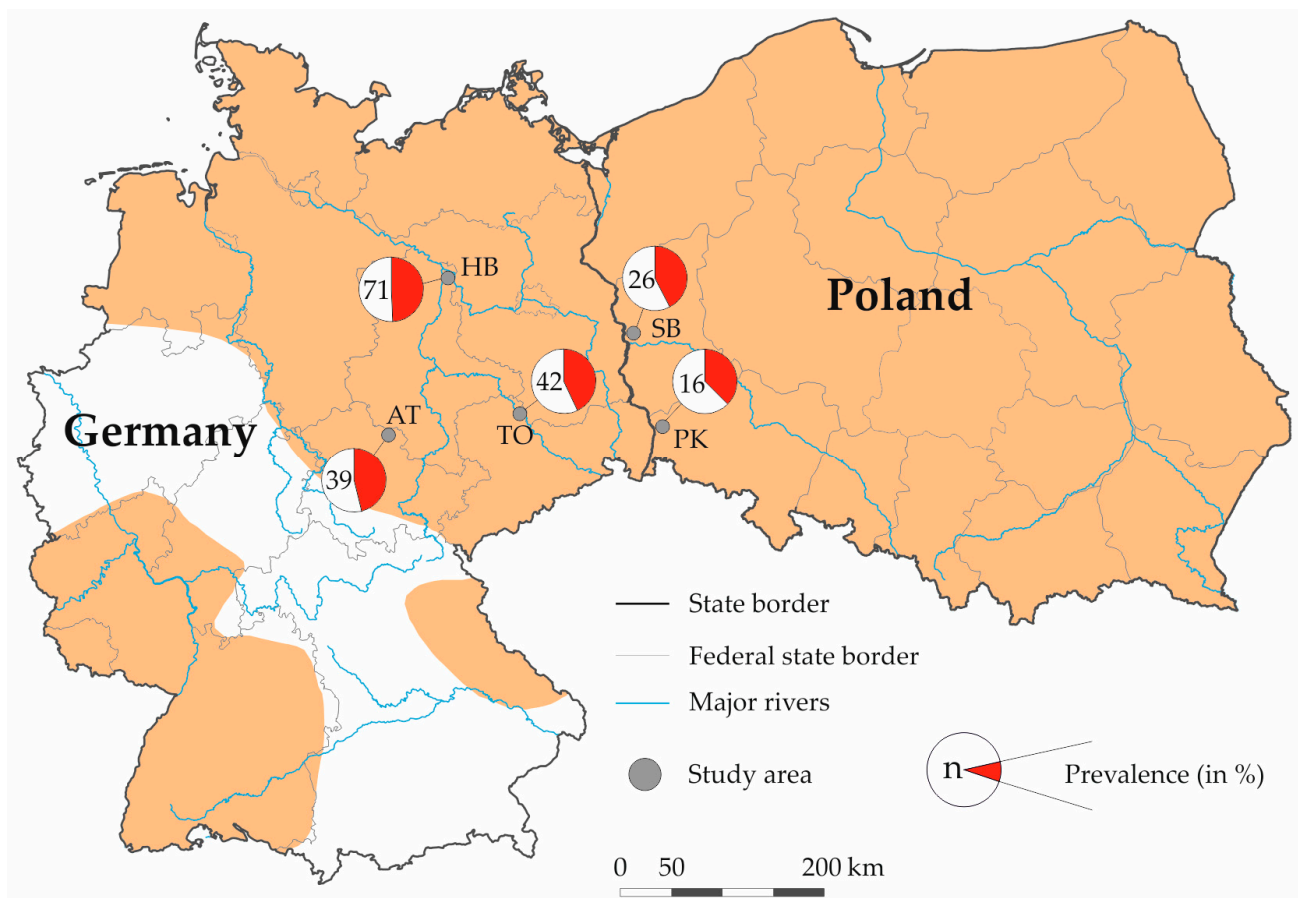 HB
71
26
Poland
SB
42
16
AT
Germany
TO
PK
39
State border
Federal state border
Major rivers
Study area
n
Prevalence (in %)
0 50 200 km